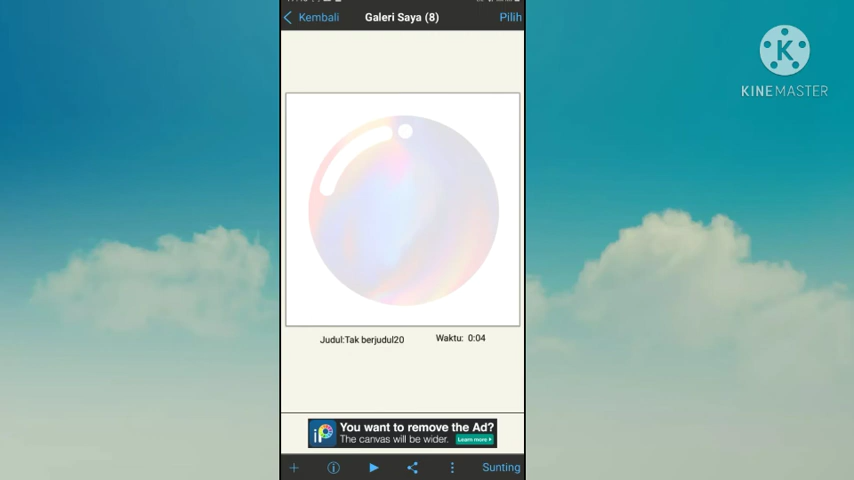 Kembali
Galeri Saya (8)
Pilih
K
KINEMASTER
Judul:Tak berjudul20
Waktu: 0:04
You want to remove the Ad?
The canvas will be wider.
Learn more
Sunting